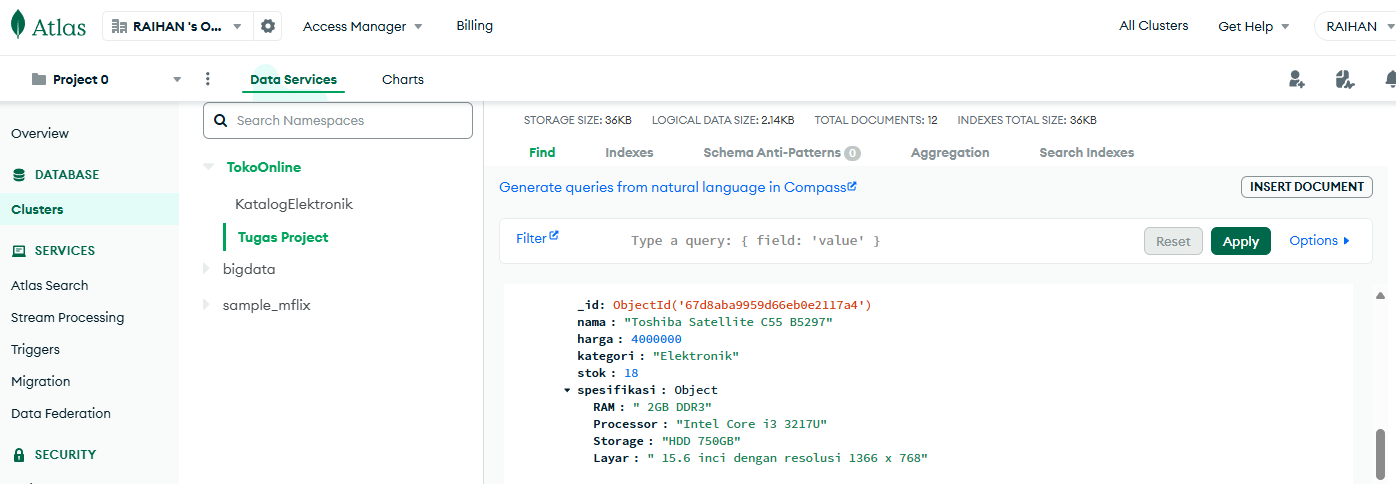 Atlas
RAIHAN 's O...
Access Manager
Billing
All Clusters
Get Help
RAIHAN
Project 0
Data Services
Charts
Overview
DATABASE
Clusters
SERVICES
Atlas Search
Stream Processing
Triggers
Migration
Data Federation
SECURITY
Search Namespaces
TokoOnline
KatalogElektronik
Tugas Project
bigdata
sample_mflix
STORAGE SIZE: 36KB LOGICAL DATA SIZE: 2.14KB TOTAL DOCUMENTS: 12 INDEXES TOTAL SIZE: 36KB
Find Indexes Schema Anti-Patterns 0 Aggregation Search Indexes
Generate queries from natural language in Compass
INSERT DOCUMENT
Filter
Type a query: { field: 'value' }
Reset
Apply
Options
_id: ObjectId('67d8aba9959d66eb0e2117a4')
nama : "Toshiba Satellite C55 B5297"
harga : 4000000
kategori : "Elektronik"
stok : 18
spesifikasi : Object
RAM : " 2GB DDR3"
Processor : "Intel Core i3 3217U"
Storage : "HDD 750GB"
Layar : " 15.6 inci dengan resolusi 1366 x 768"